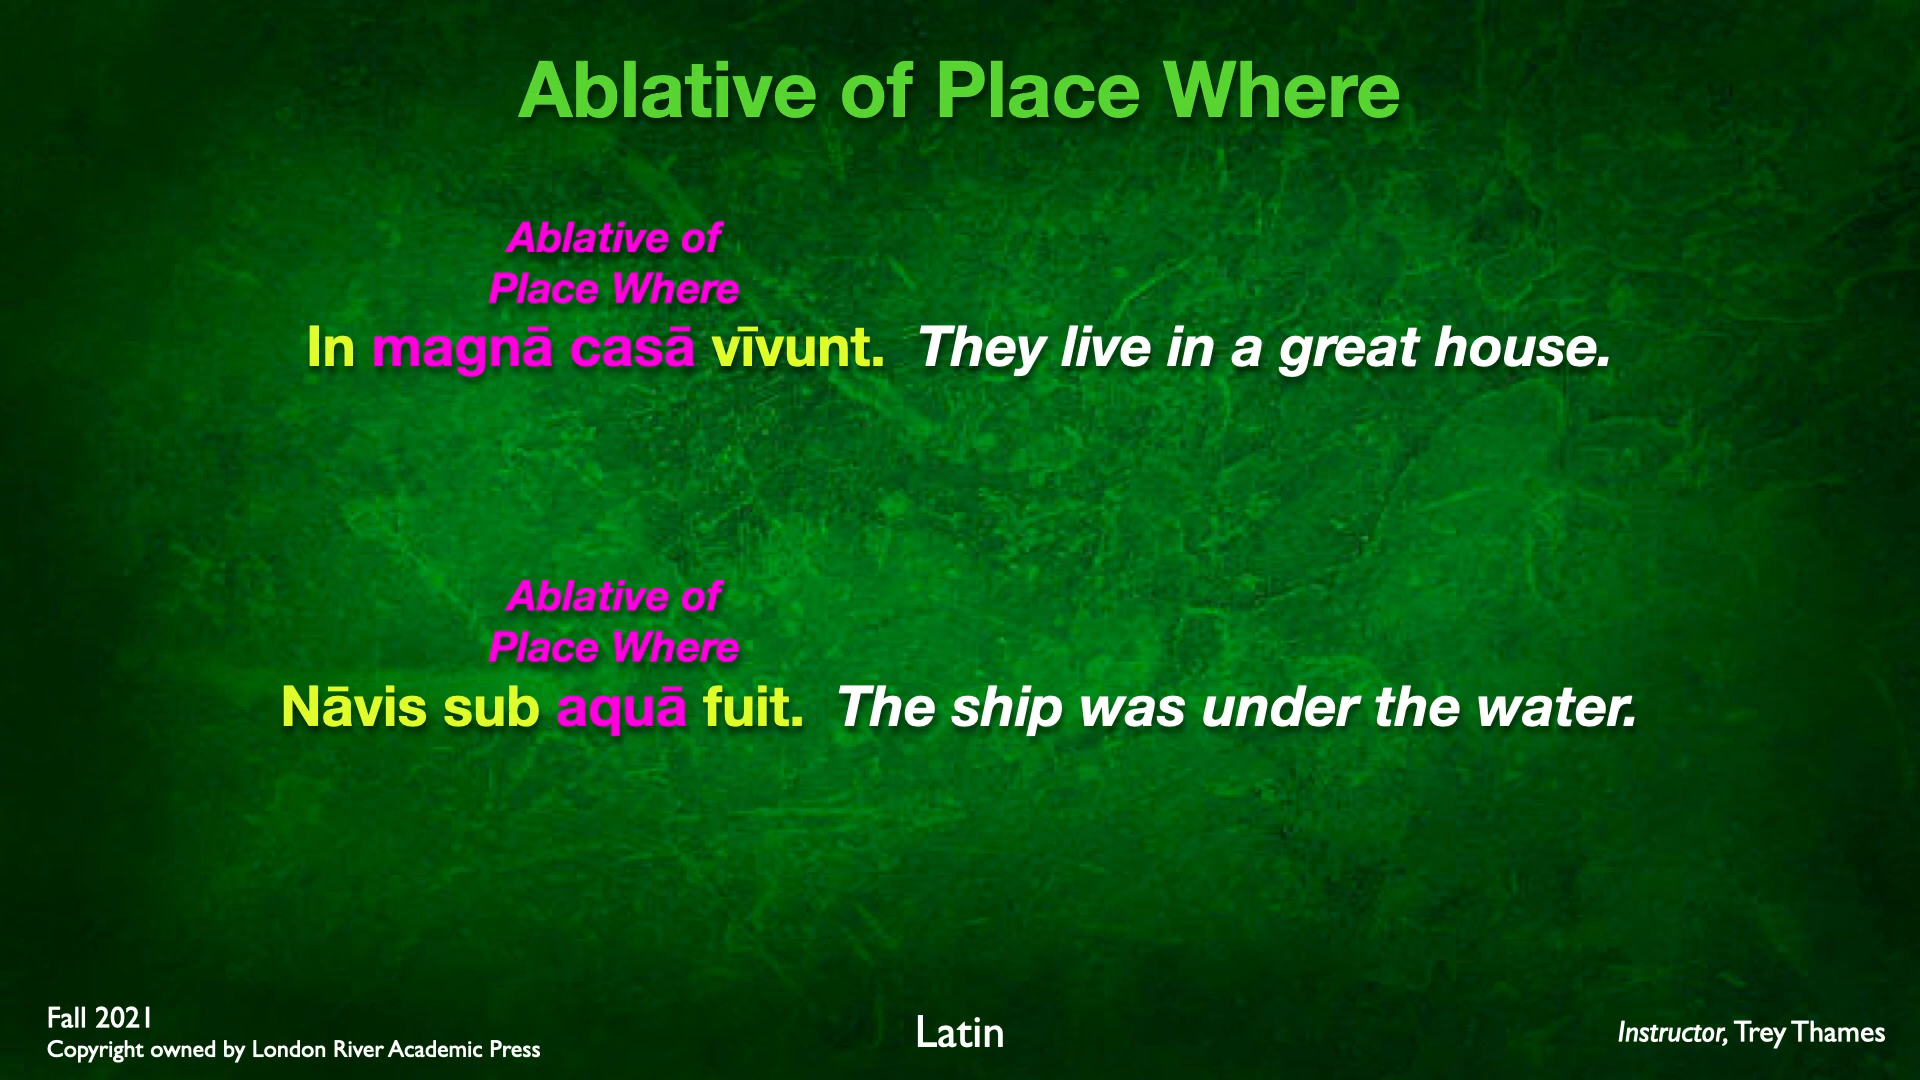 Ablative of Place Where
Ablative of
Place Where
In magnā casā vīvunt. They live in a great house.
Ablative of
Place Where
Nāvis sub aquā fuit. The ship was under the water.
Fall 2021
Copyright owned by London River Academic Press
Latin
Instructor, Trey Thames